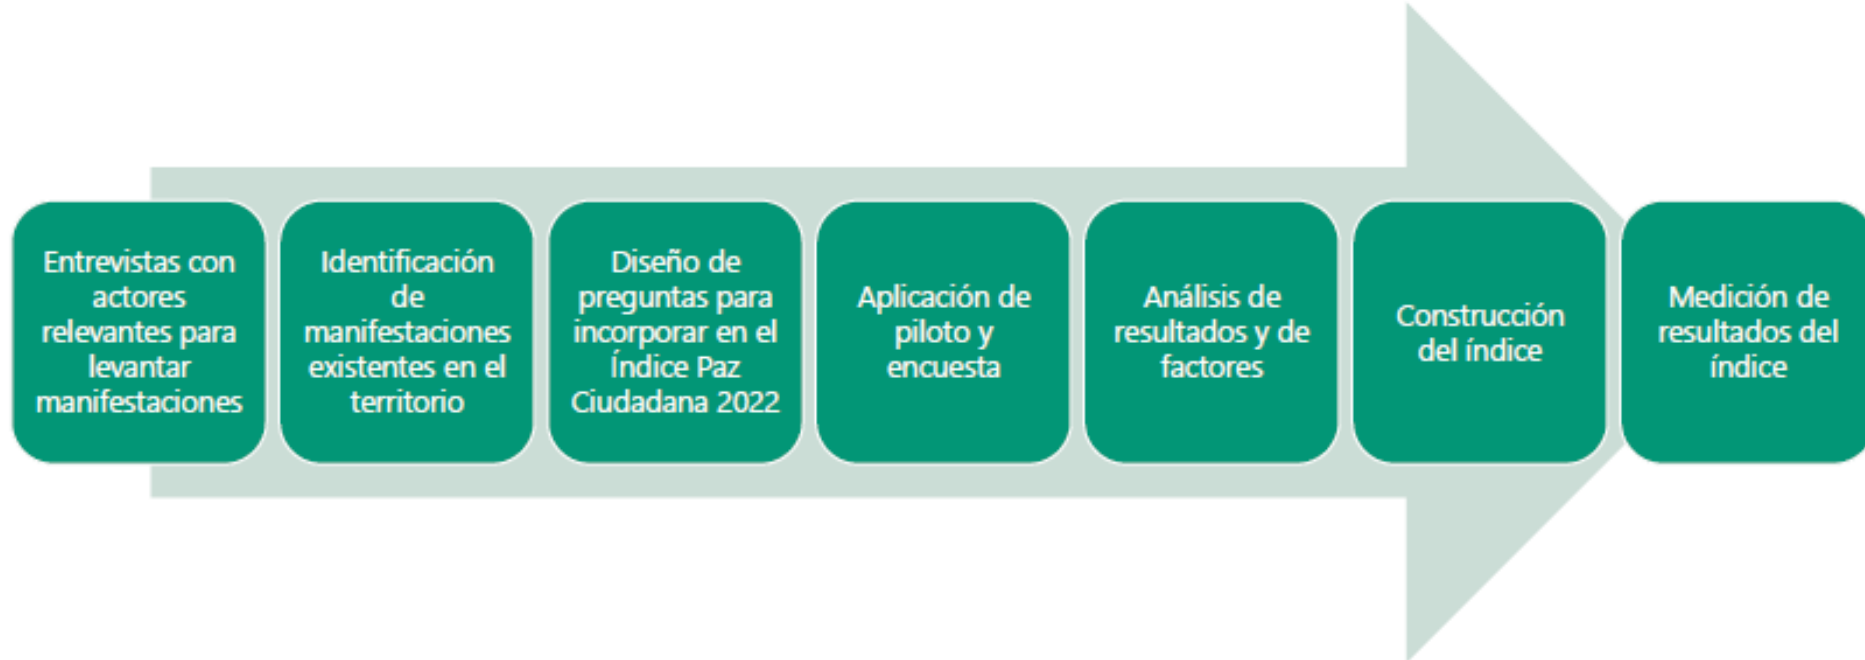 Entrevistas con
actores
relevantes para
levantar
manifestaciones
Identificación
de
manifestaciones
existentes en el
territorio
Diseño de
preguntas para
incorporar en el
Índice Paz
Ciudadana 2022
Aplicación de
piloto y
encuesta
Análisis de
resultados y de
factores
Construcción
del índice
Medición de
resultados del
índice